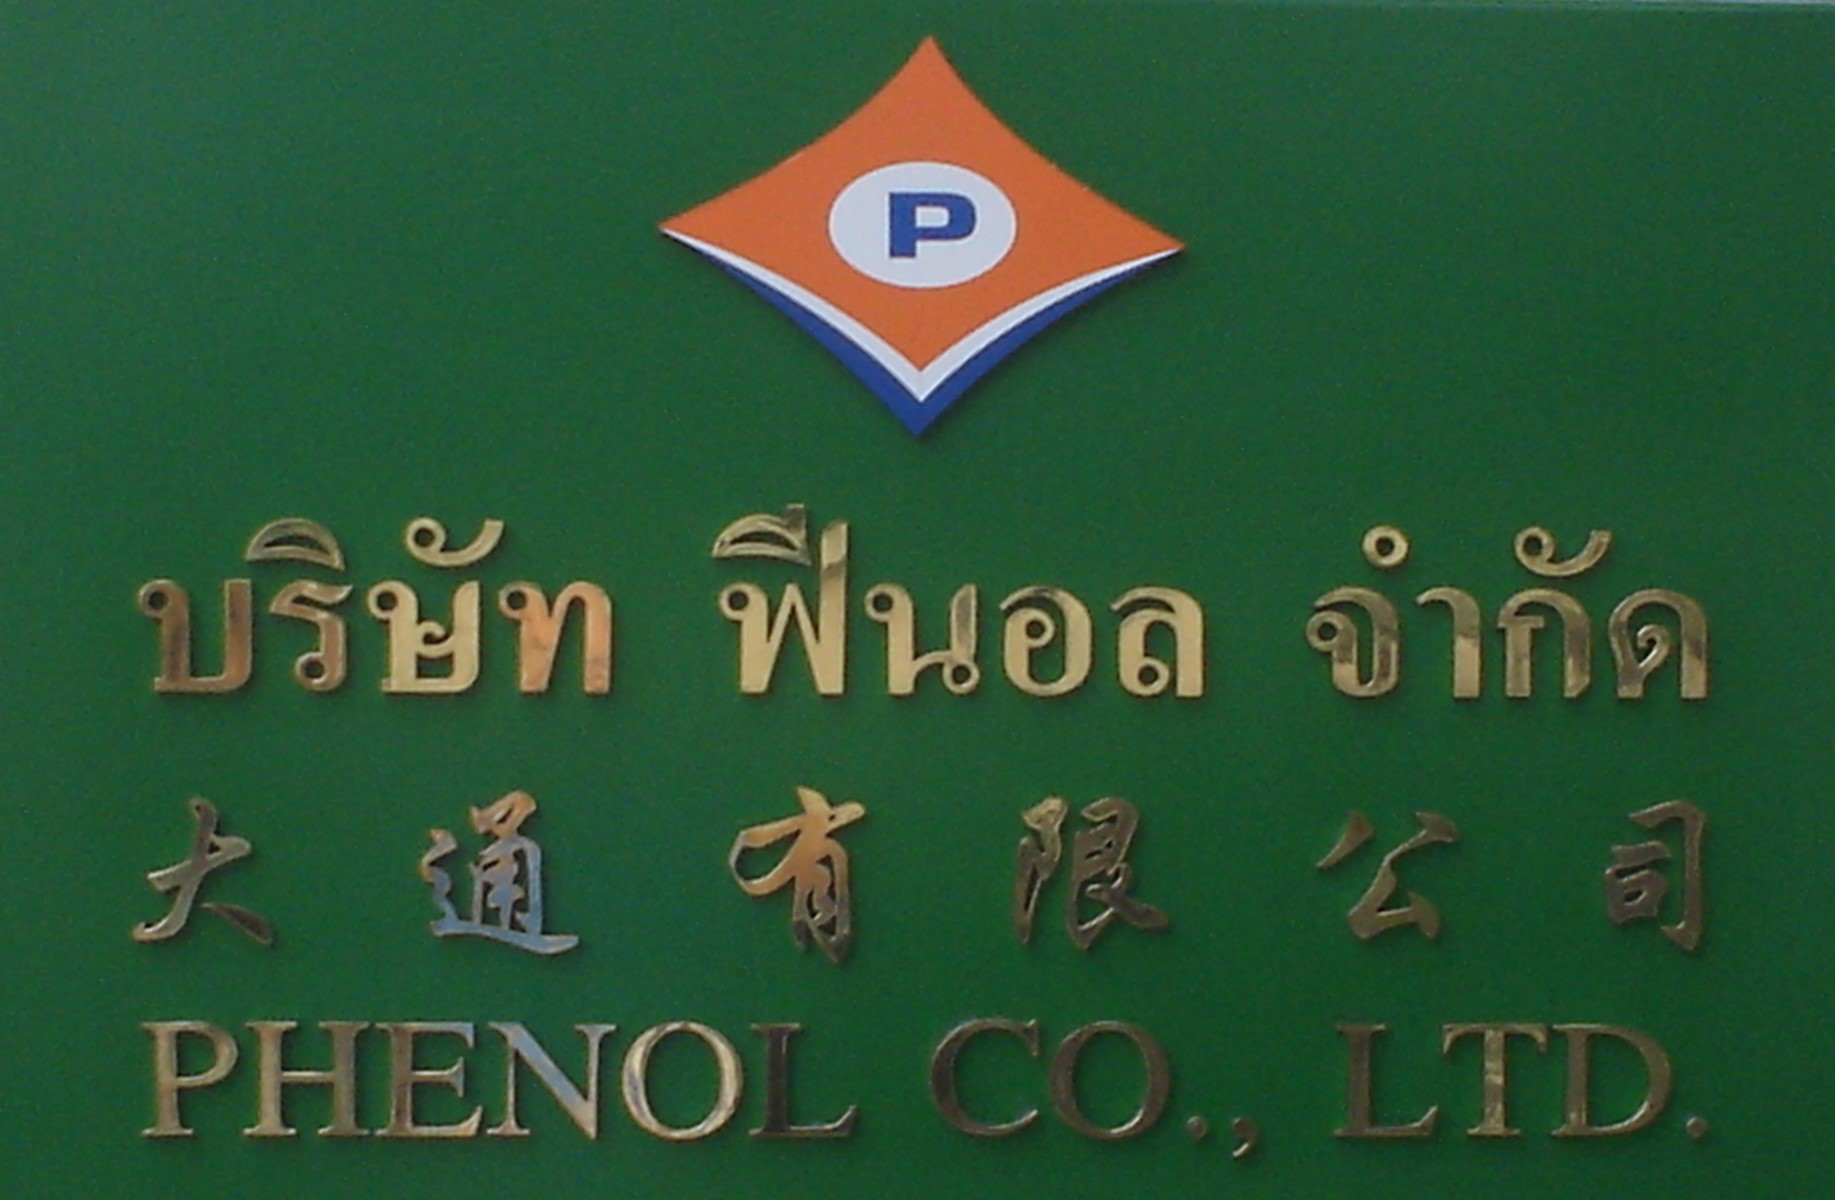 P
บริษัท ฟีนอล จำกัด
大通有限公司
PHENOL CO., LTD.